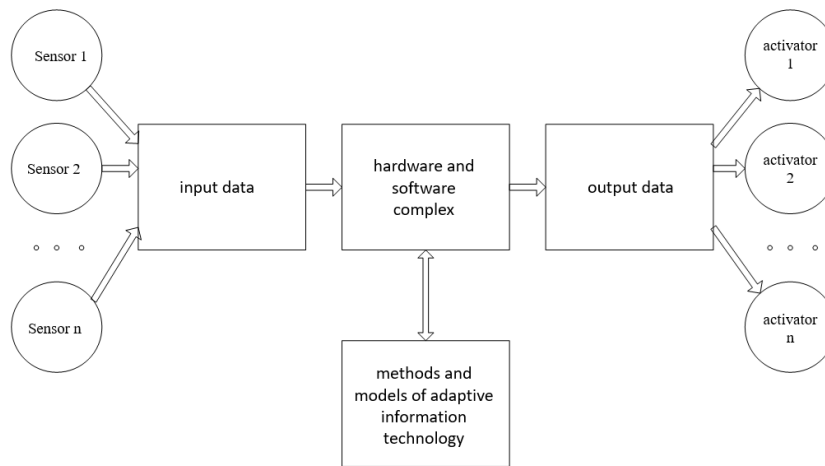 Sensor 1
Sensor 2
Sensor n
input data
hardware and
software
complex
methods and
models of adaptive
information
technology
output data
activator
1
activator
2
activator
n